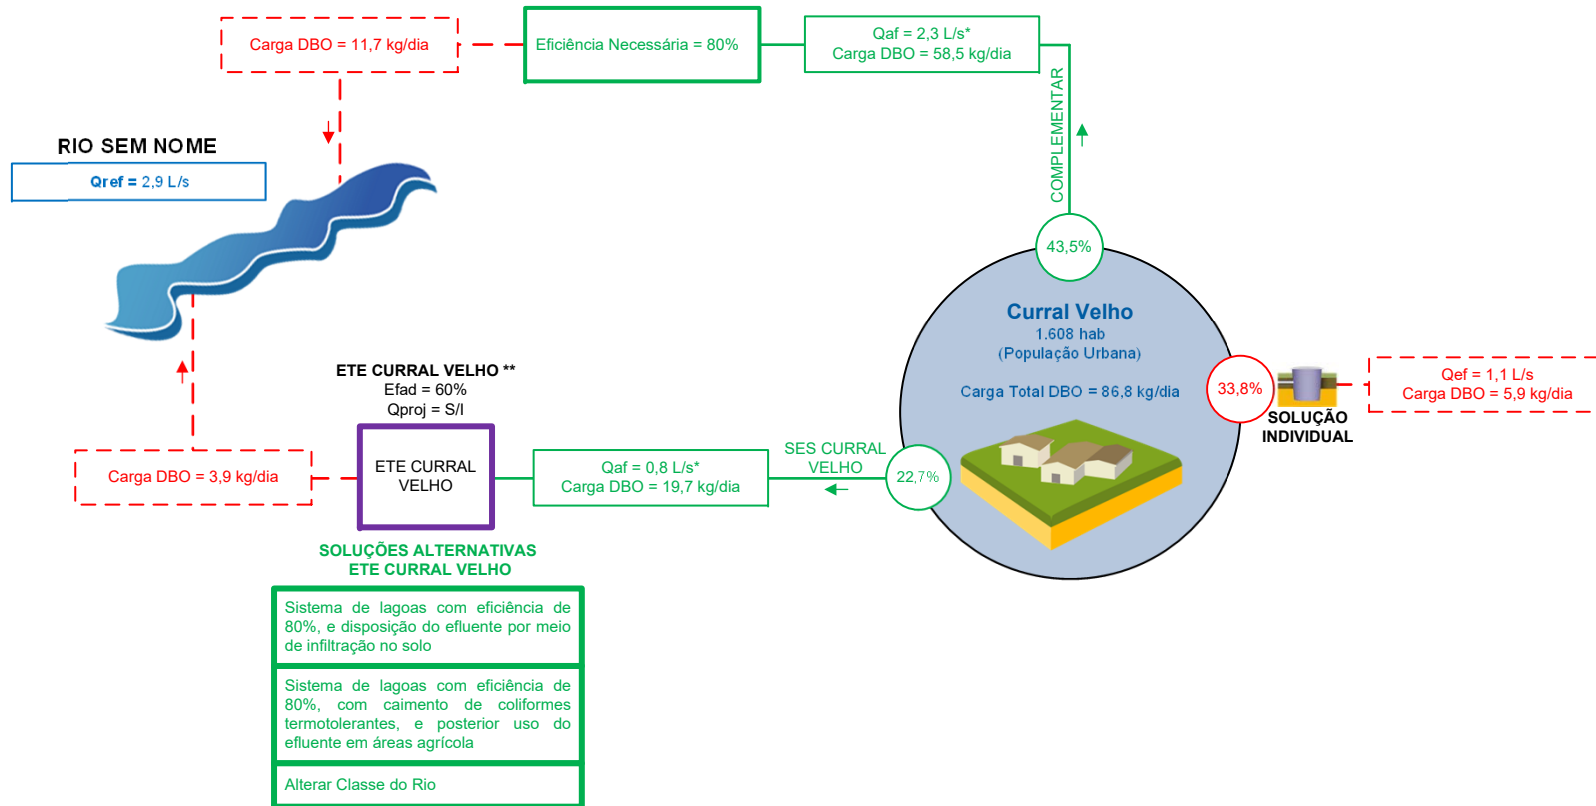 Carga DBO = 11,7 kg/dia
Eficiência Necessária = 80%
Qaf = 2,3 L/s*
Carga DBO = 58,5 kg/dia
COMPLEMENTAR
RIO SEM NOME
Qref = 2,9 L/s
43,5%
Curral Velho
1.608 hab
(População Urbana)
Carga Total DBO = 86,8 kg/dia
33,8%
SOLUÇÃO
INDIVIDUAL
Qef = 1,1 L/s
Carga DBO = 5,9 kg/dia
ETE CURRAL VELHO **
Efad = 60%
Qproj = S/I
ETE CURRAL
VELHO
Carga DBO = 3,9 kg/dia
Qaf = 0,8 L/s*
Carga DBO = 19,7 kg/dia
SES CURRAL
VELHO
22,7%
SOLUÇÕES ALTERNATIVAS
ETE CURRAL VELHO
Sistema de lagoas com eficiência de
80%, e disposição do efluente por meio
de infiltração no solo
Sistema de lagoas com eficiência de
80%, com caimento de coliformes
termotolerantes, e posterior uso do
efluente em áreas agrícola
Alterar Classe do Rio